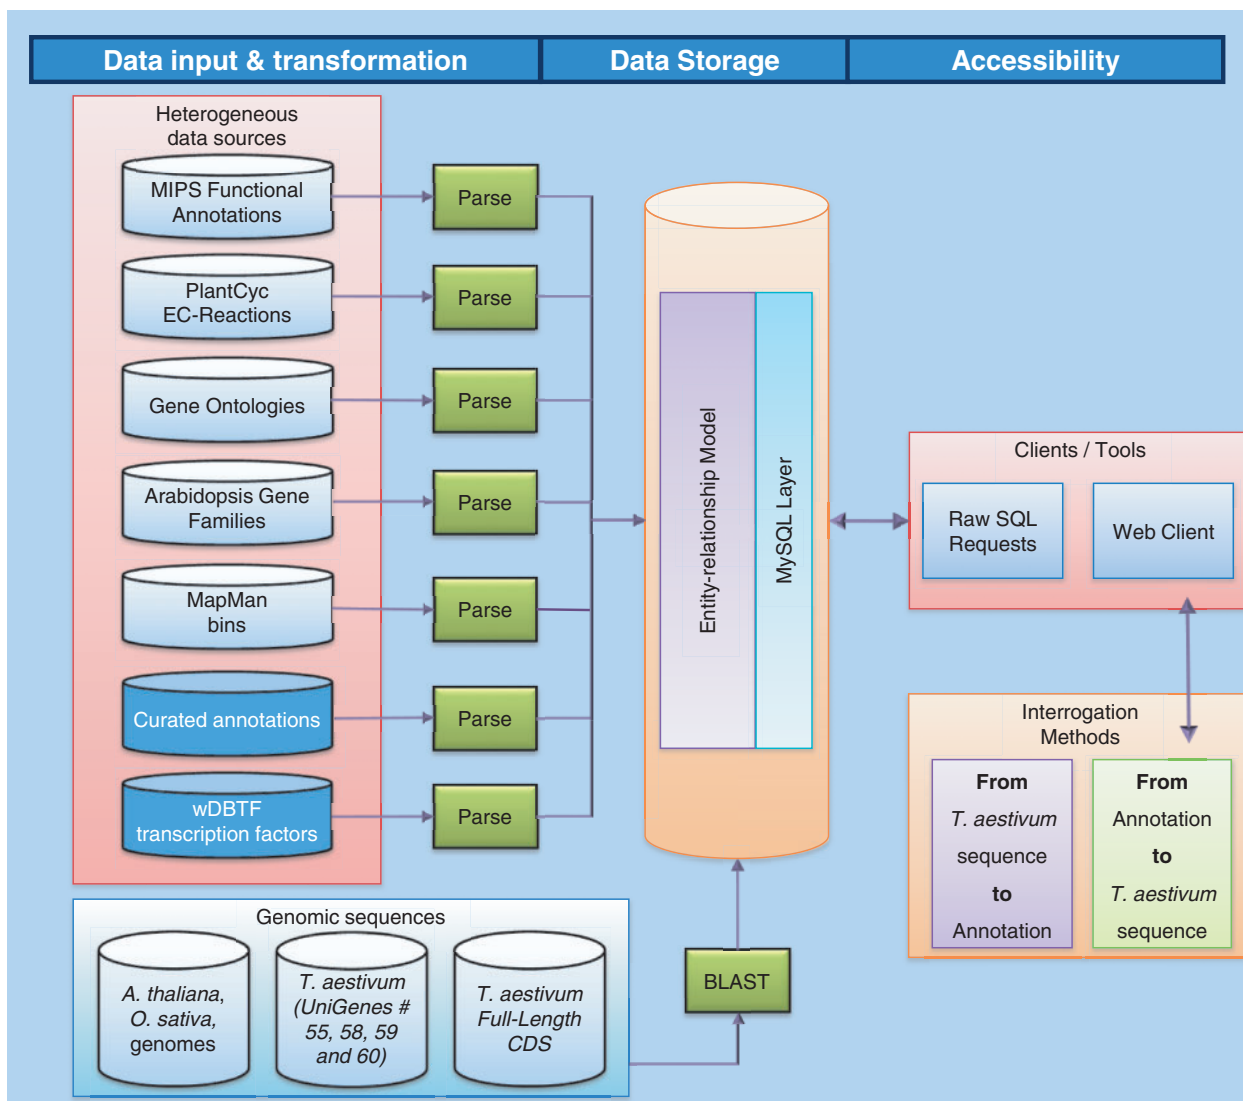 Data input & transformation
Data Storage
Accessibility
Heterogeneous
data sources
MIPS Functional
Annotations
Parse
PlantCyc
EC-Reactions
Parse
Gene Ontologies
Parse
Arabidopsis Gene
Families
Parse
MapMan
bins
Parse
Curated annotations
Parse
wDBTF
transcription factors
Parse
Genomic sequences
A. thaliana,
O. sativa,
genomes
T. aestivum
(UniGenes #
55, 58, 59
and 60)
T. aestivum
Full-Length
CDS
BLAST
Entity-relationship Model
MySQL Layer
Clients / Tools
Raw SQL
Requests
Web Client
Interrogation
Methods
From
T. aestivum
sequence
to
Annotation
From
Annotation
to
T. aestivum
sequence